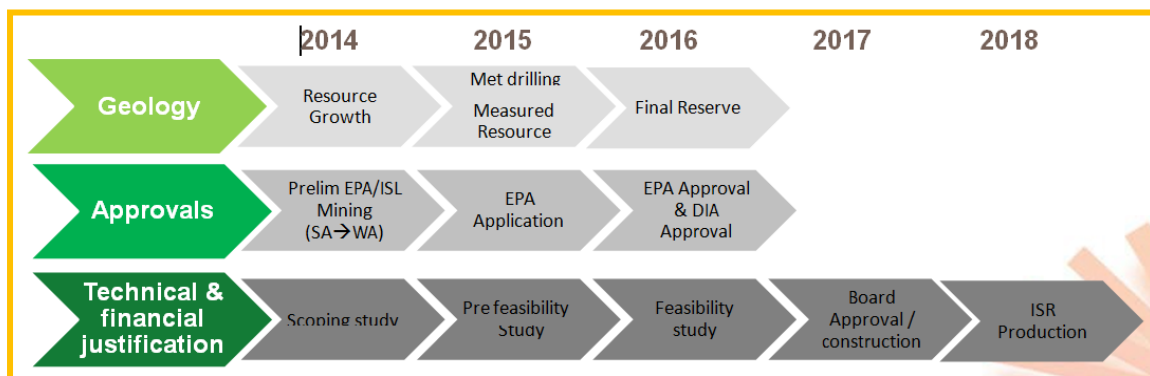 2014 2015 2016 2017 2018
Geology
Resource
Growth
Met drilling
Measured
Resource
Final Reserve
Approvals
Prelim EPA/ISL
Mining
(SA→WA)
EPA
Application
EPA Approval
& DIA
Approval
Technical &
financial
justification
Scoping study
Pre feasibility
Study
Feasibility
study
Board
Approval /
construction
ISR
Production